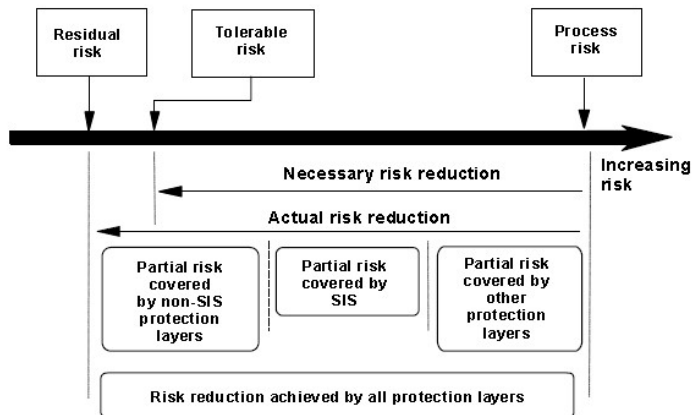 Residual
risk
Tolerable
risk
Process
risk
Increasing
risk
Necessary risk reduction
Actual risk reduction
Partial risk
covered
by non-SIS
protection
layers
Partial risk
covered by
SIS
Partial risk
covered by
other
protection
layers
Risk reduction achieved by all protection layers